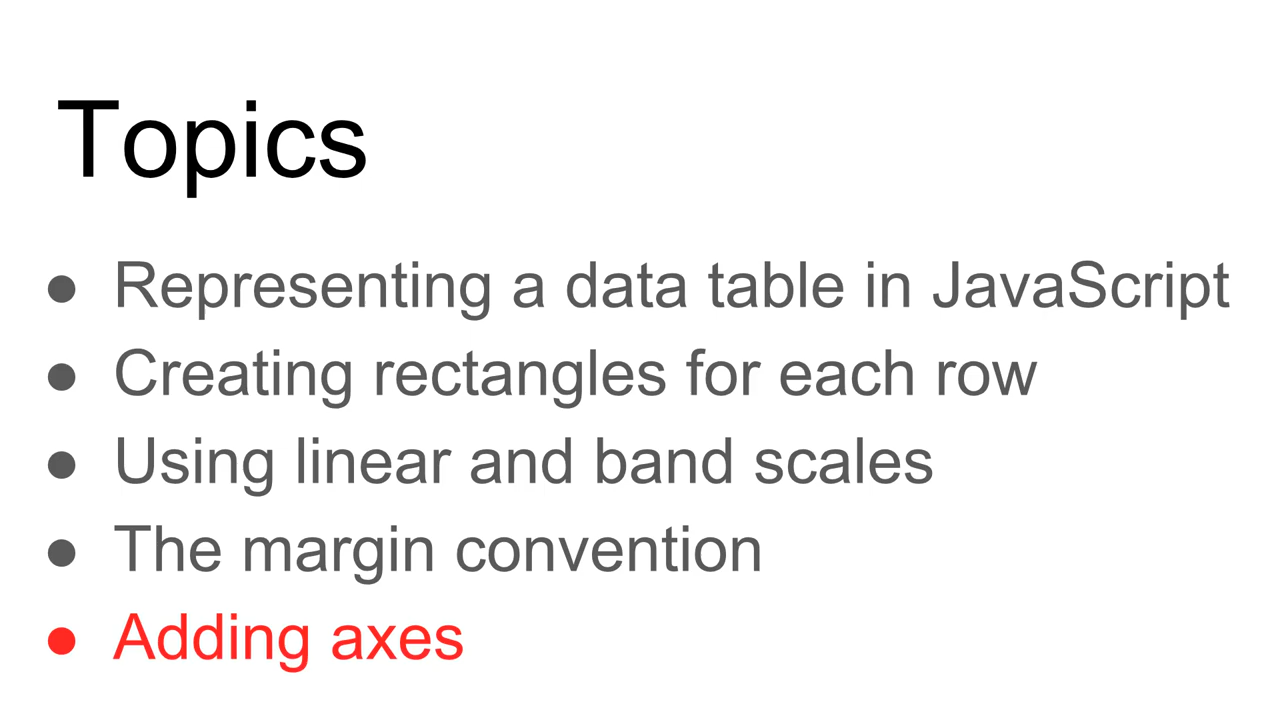 Topics
● Representing a data table in JavaScript
● Creating rectangles for each row
● Using linear and band scales
● The margin convention
● Adding axes